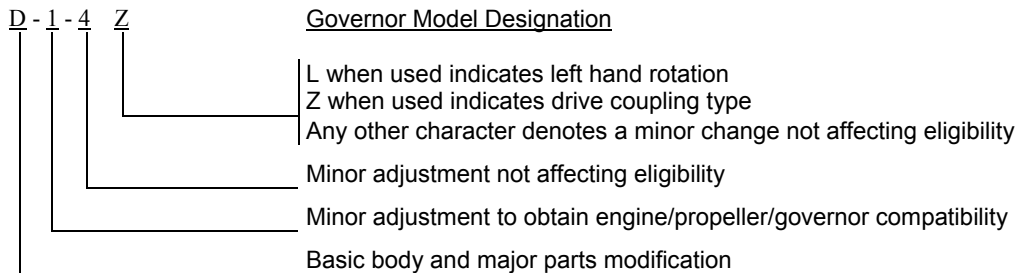 D - 1 - 4 Z Governor Model Designation
L when used indicates left hand rotation
Z when used indicates drive coupling type
Any other character denotes a minor change not affecting eligibility
Minor adjustment not affecting eligibility
Minor adjustment to obtain engine/propeller/governor compatibility
Basic body and major parts modification